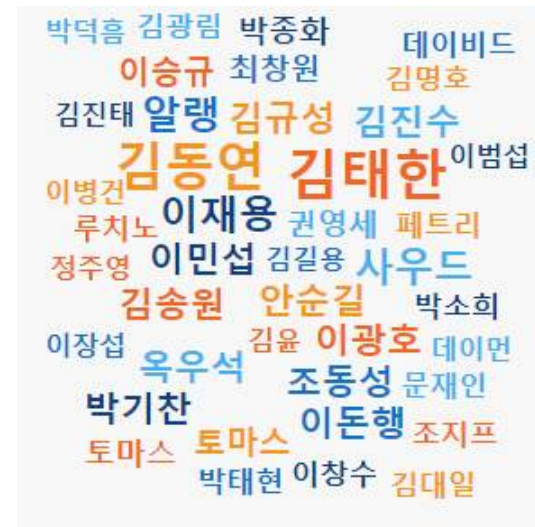 박덕흠 김광림 박종화 데이비드
이승규 최창원 김명호
김진태 알랭 김규성 김진수
김동연 김태한 이범섭
이병건 이재용
루치노 권영세 페트리
정주영 이민섭 김길용 사우드
김송원 안순길 박소희
이장섭 김윤 이광호 데이먼
옥우석 조동성 문재인
박기찬 이돈행 조지프
토마스 토마스
박태현 이창수 김대일